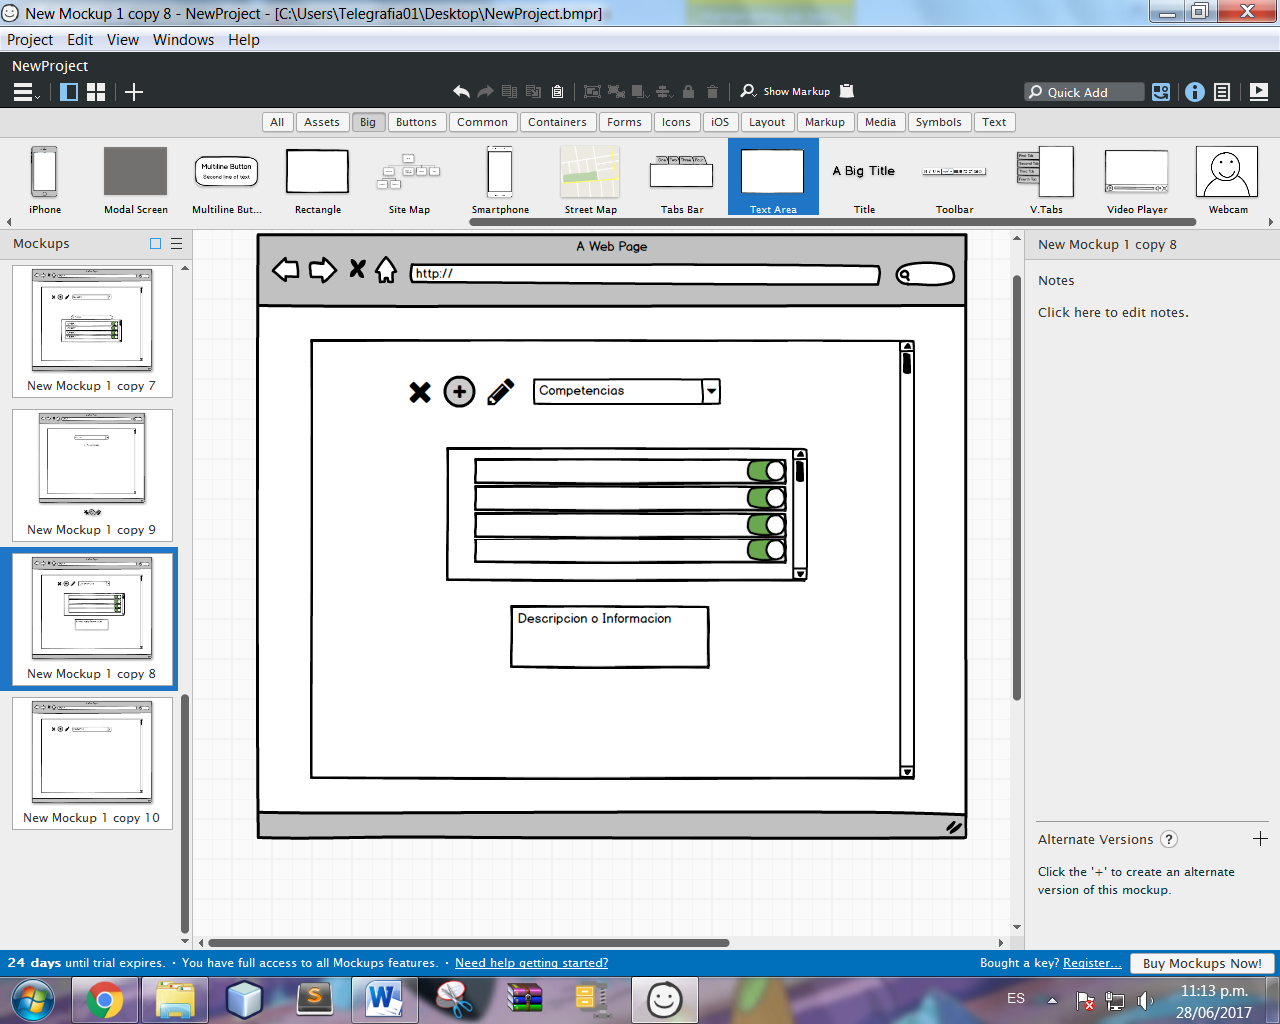 New Mockup 1 copy 8 - NewProject - [C:\Users\Telegrafia01\Desktop\NewProject.bmpr]
Project Edit View Windows Help
NewProject
Show Markup
Quick Add
All Assets Big Buttons Common Containers Forms Icons iOS Layout Markup Media Symbols Text
Multiline Button
Second line of text
A Big Title
iPhone Modal Screen Multiline But... Rectangle Site Map Smartphone Street Map Tabs Bar Text Area Title Toolbar V.Tabs Video Player Webcam
Mockups
New Mockup 1 copy 7
New Mockup 1 copy 9
New Mockup 1 copy 8
New Mockup 1 copy 10
A Web Page
http://
Competencias
Descripcion o Informacion
New Mockup 1 copy 8
Notes
Click here to edit notes.
Alternate Versions ?
Click the '+' to create an alternate
version of this mockup.
24 days until trial expires. · You have full access to all Mockups features. · Need help getting started?
Bought a key? Register... Buy Mockups Now!
ES
11:13 p.m.
28/06/2017